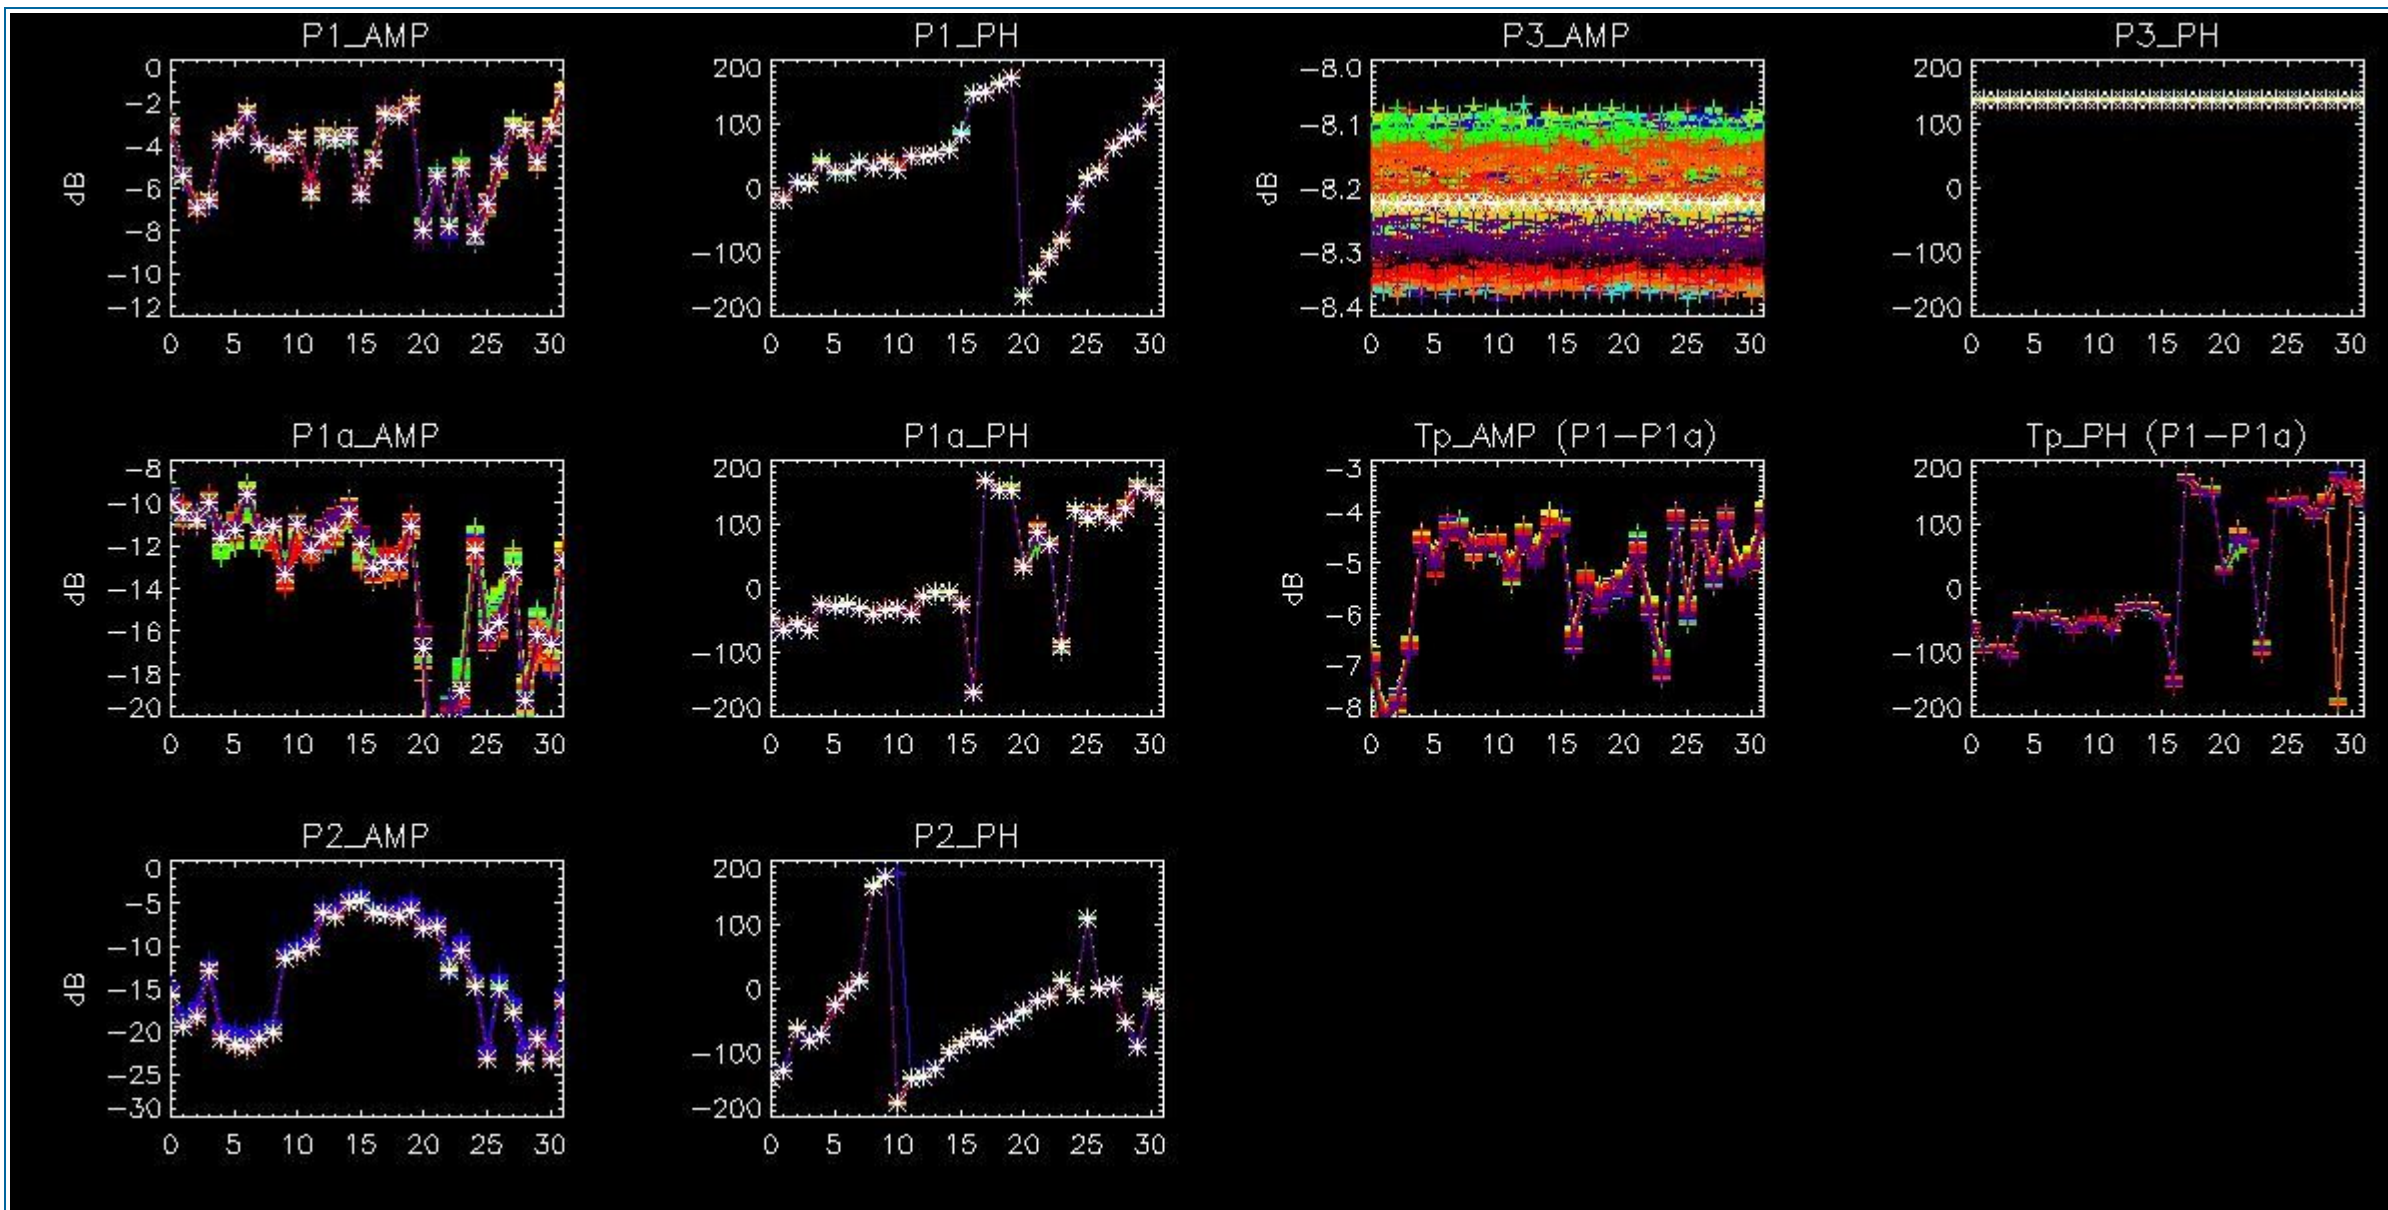 P1_AMP P1_PH P3_AMP P3_PH
0 200 −8.0 200
−2
−4 100 −8.1 100
dB −6 0 dB −8.2 0
−8
−10 −100 −8.3 −100
−12 −200 −8.4 −200
0 5 10 15 20 25 30 0 5 10 15 20 25 30 0 5 10 15 20 25 30 0 5 10 15 20 25 30
P1a_AMP P1a_PH Tp_AMP (P1−P1a) Tp_PH (P1−P1a)
−8 200 −3 200
−10 100 −4 100
−12 −5
dB −14 0 dB 0
−16 −6
−18 −100 −7 −100
−20 −200 −8 −200
0 5 10 15 20 25 30 0 5 10 15 20 25 30 0 5 10 15 20 25 30 0 5 10 15 20 25 30
P2_AMP P2_PH
0 200
−5 100
−10
dB −15 0
−20 −100
−25
−30 −200
0 5 10 15 20 25 30 0 5 10 15 20 25 30